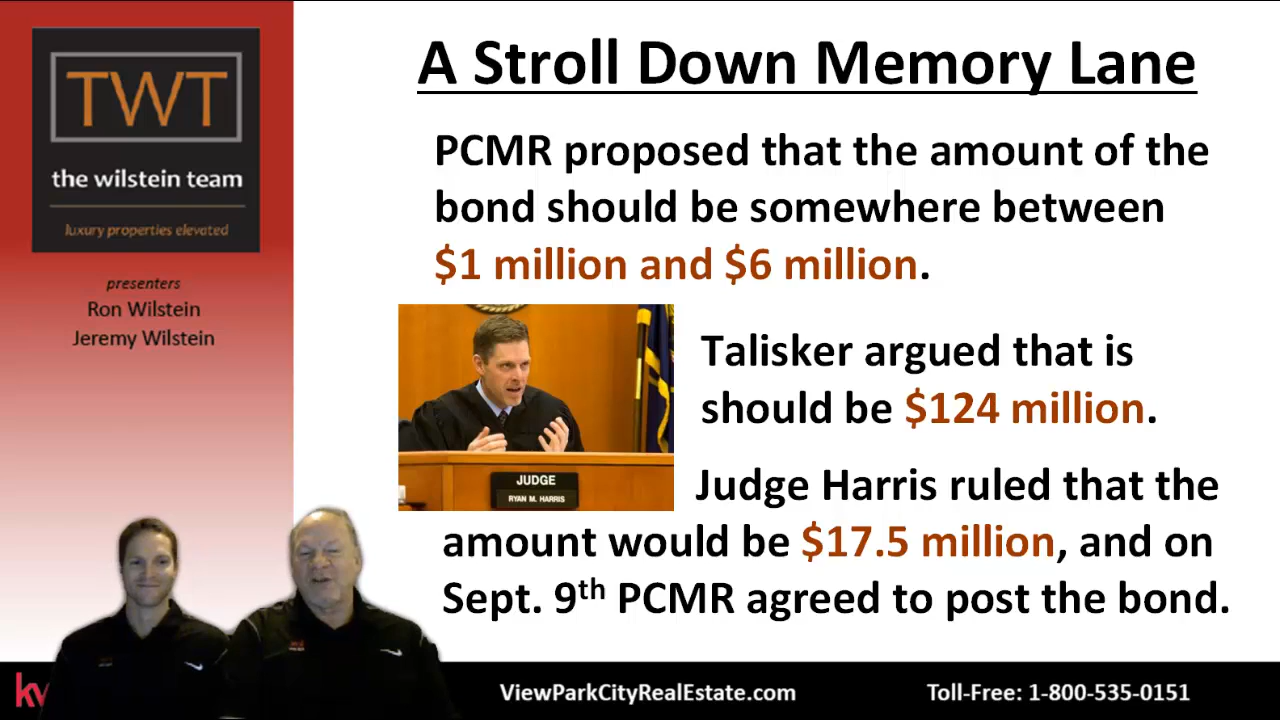 TWT
the wilstein team
luxury properties elevated
presenters
Ron Wilstein
Jeremy Wilstein
A Stroll Down Memory Lane
PCMR proposed that the amount of the
bond should be somewhere between
$1 million and $6 million.
Talisker argued that is
should be $124 million.
JUDGE
RYAN M. HARRIS
Judge Harris ruled that the
amount would be $17.5 million, and on
Sept. 9th PCMR agreed to post the bond.
kw
ViewParkCityRealEstate.com
Toll-Free: 1-800-535-0151